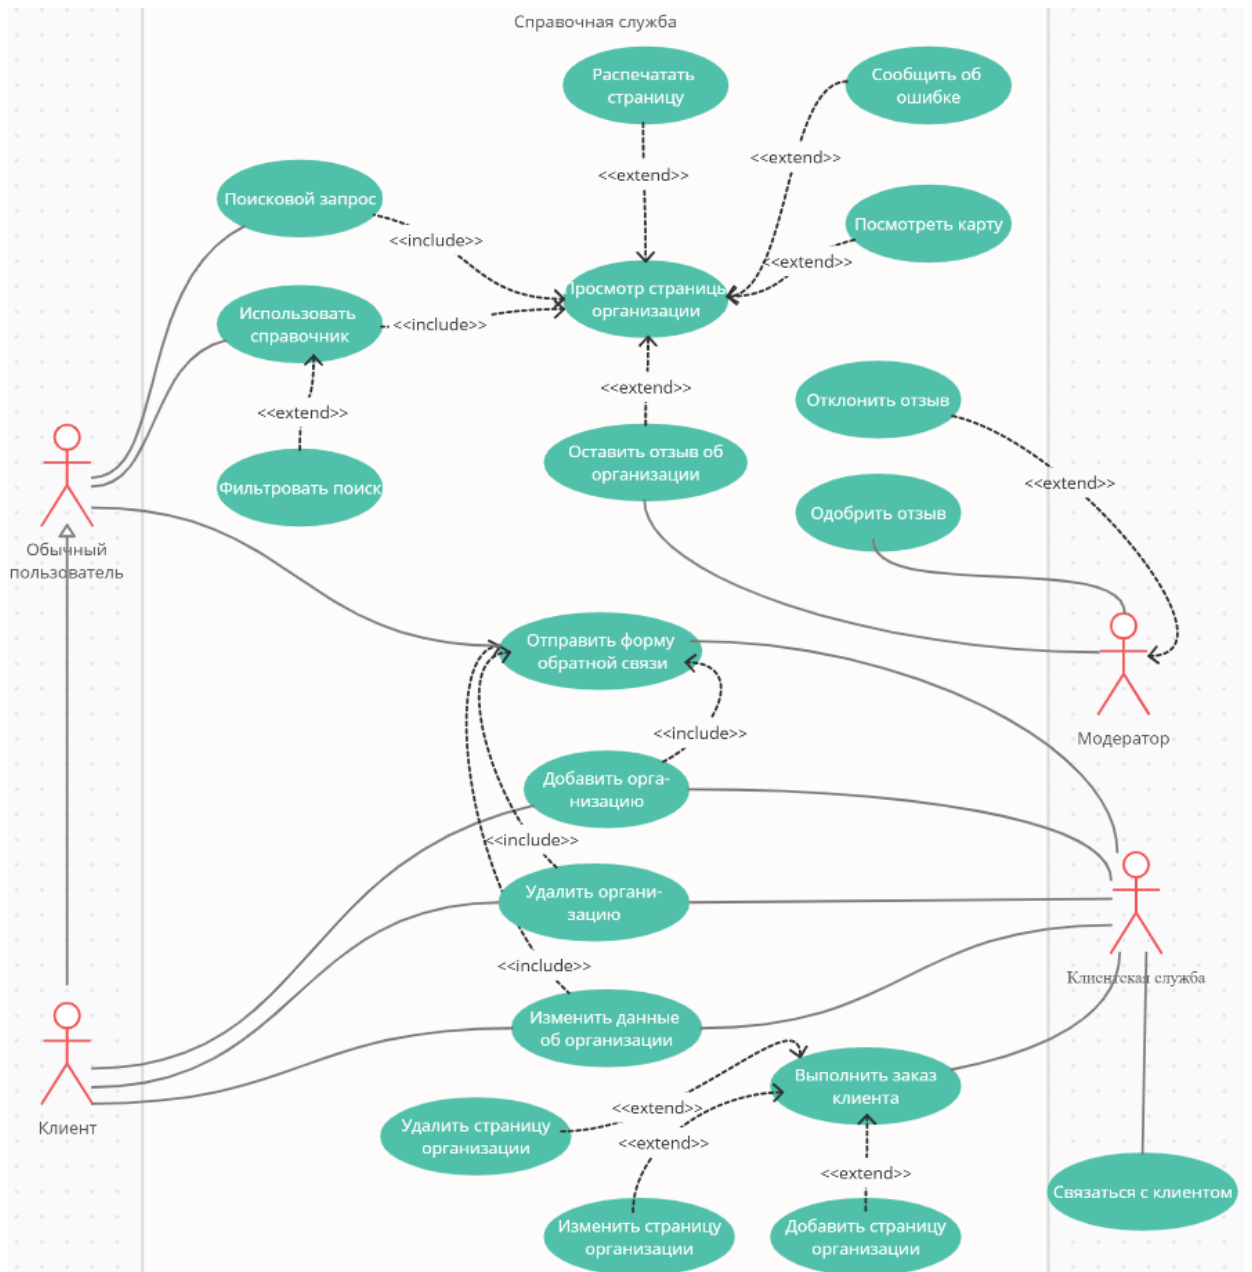 Справочная служба
Распечатать
страницу
Сообщить об
ошибке
<<extend>>
<<extend>>
Поисковой запрос
<<include>>
Посмотреть карту
<<extend>>
Просмотр страницы
организации
Использовать
справочник
<<include>>
<<extend>>
<<extend>>
Отклонить отзыв
Оставить отзыв об
организации
<<extend>>
Фильтровать поиск
Одобрить отзыв
Обычный
пользователь
Отправить форму
обратной связи
<<include>>
Модератор
Добавить орга-
низацию
<<include>>
Удалить органи-
зацию
<<include>>
Клиентская служба
Изменить данные
об организации
Выполнить заказ
клиента
Клиент
<<extend>>
Удалить страницу
организации
<<extend>>
<<extend>>
Связаться с клиентом
Изменить страницу
организации
Добавить страницу
организации